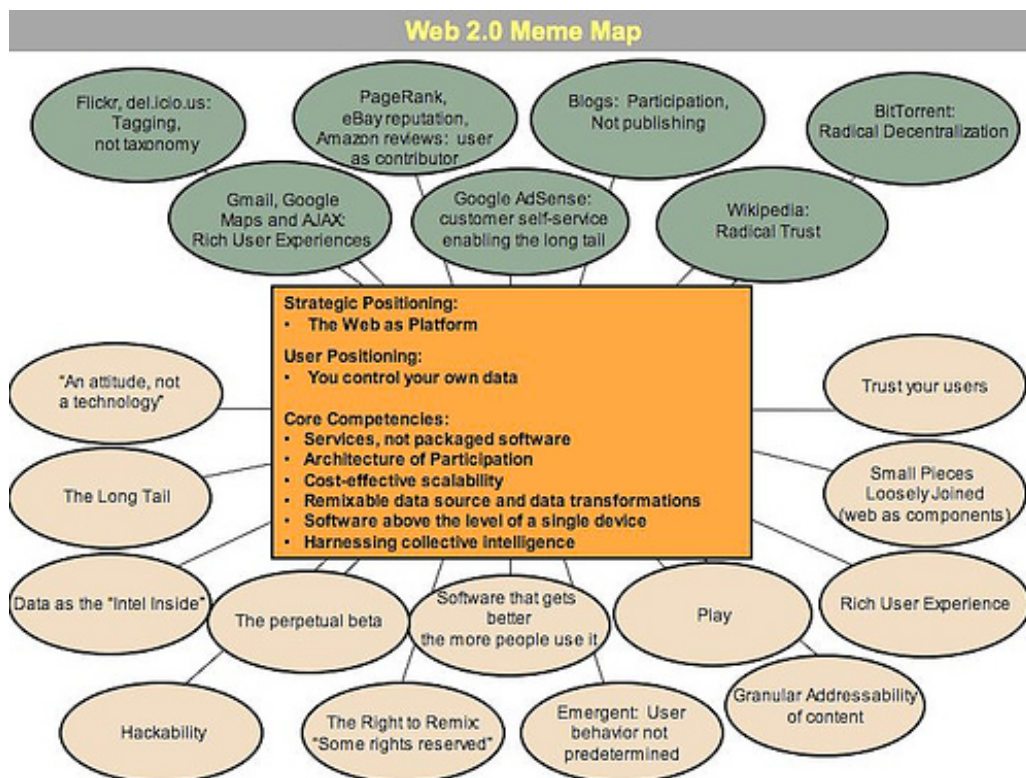 Web 2.0 Meme Map
Flickr, del.icio.us:
Tagging,
not taxonomy
PageRank,
eBay reputation,
Amazon reviews: user
as contributor
Blogs: Participation,
Not publishing
BitTorrent:
Radical Decentralization
Gmail, Google
Maps and AJAX:
Rich User Experiences
Google AdSense:
customer self-service
enabling the long tail
Wikipedia:
Radical Trust
Strategic Positioning:
• The Web as Platform
User Positioning:
• You control your own data
Core Competencies:
• Services, not packaged software
• Architecture of Participation
• Cost-effective scalability
• Remixable data source and data transformations
• Software above the level of a single device
• Harnessing collective intelligence
"An attitude, not
a technology"
Trust your users
The Long Tail
Small Pieces
Loosely Joined
(web as components)
Data as the "Intel Inside"
The perpetual beta
Software that gets
better
the more people use it
Play
Rich User Experience
Hackability
The Right to Remix:
"Some rights reserved"
Emergent: User
behavior not
predetermined
Granular Addressability
of content